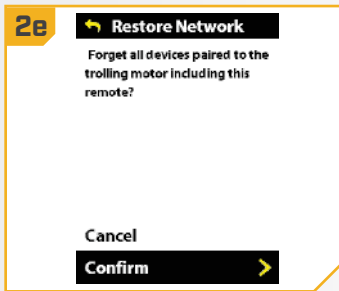 2e
Restore Network
Forget all devices paired to the
trolling motor including this
remote?
Cancel
Confirm